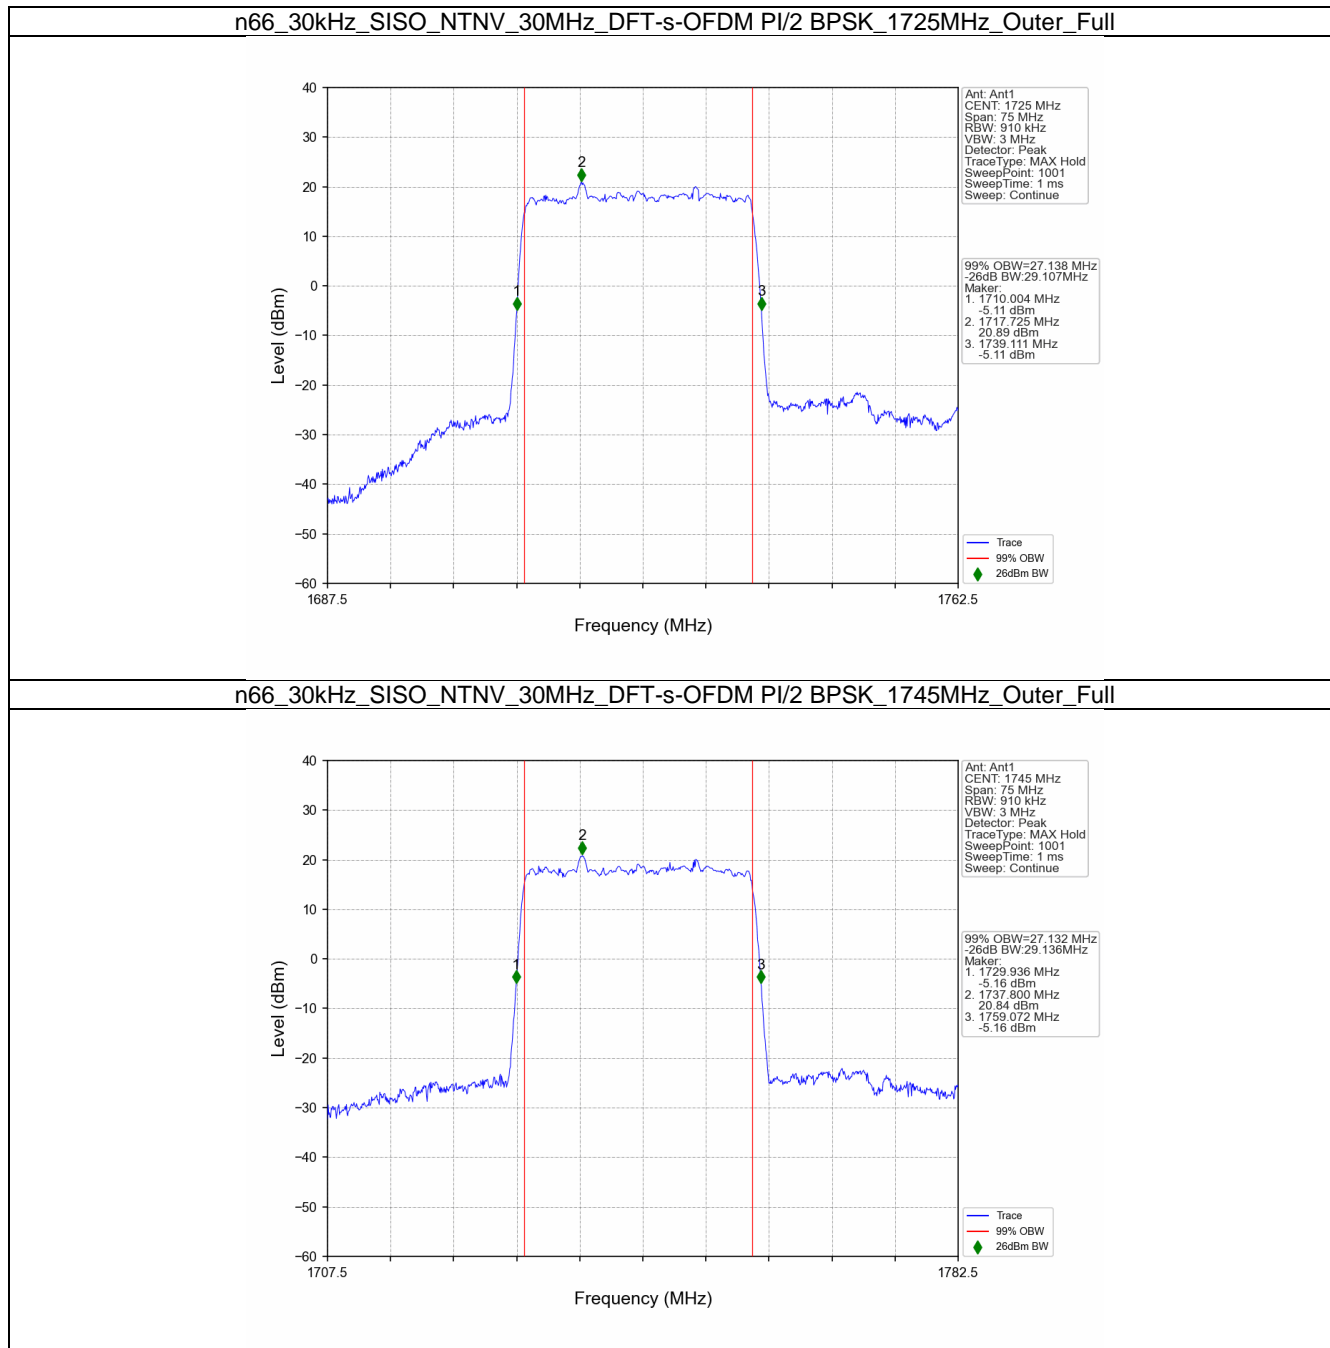 n66_30kHz_SISO_NTNV_30MHz_DFT-s-OFDM PI/2 BPSK_1725MHz_Outer_Full
40
30
20
10
0
−10
−20
−30
−40
−50
−60
Level (dBm)
1
2
3
1687.5
1762.5
Frequency (MHz)
Ant: Ant1
CENT: 1725 MHz
Span: 75 MHz
RBW: 910 kHz
VBW: 3 MHz
Detector: Peak
TraceType: MAX Hold
SweepPoint: 1001
SweepTime: 1 ms
Sweep: Continue
99% OBW=27.138 MHz
-26dB BW:29.107MHz
Maker:
1. 1710.004 MHz
-5.11 dBm
2. 1717.725 MHz
20.89 dBm
3. 1739.111 MHz
-5.11 dBm
Trace
99% OBW
26dBm BW
n66_30kHz_SISO_NTNV_30MHz_DFT-s-OFDM PI/2 BPSK_1745MHz_Outer_Full
40
30
20
10
0
−10
−20
−30
−40
−50
−60
Level (dBm)
1
2
3
1707.5
1782.5
Frequency (MHz)
Ant: Ant1
CENT: 1745 MHz
Span: 75 MHz
RBW: 910 kHz
VBW: 3 MHz
Detector: Peak
TraceType: MAX Hold
SweepPoint: 1001
SweepTime: 1 ms
Sweep: Continue
99% OBW=27.132 MHz
-26dB BW:29.136MHz
Maker:
1. 1729.936 MHz
-5.16 dBm
2. 1737.800 MHz
20.84 dBm
3. 1759.072 MHz
-5.16 dBm
Trace
99% OBW
26dBm BW